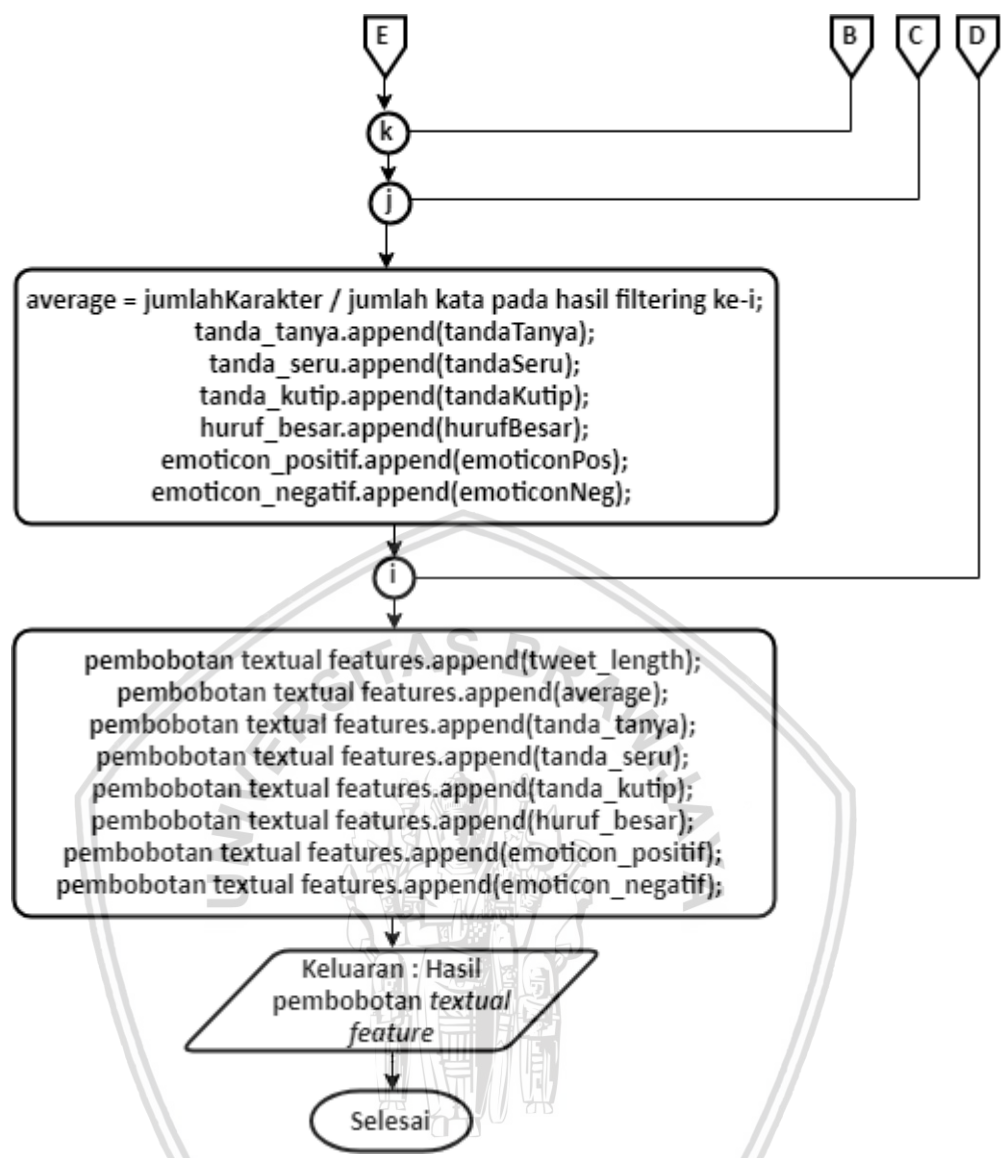 E
B
C
D
k
j
average = jumlahKarakter / jumlah kata pada hasil filtering ke-i;
tanda_tanya.append(tandaTanya);
tanda_seru.append(tandaSeru);
tanda_kutip.append(tandaKutip);
huruf_besar.append(hurufBesar);
emoticon_positif.append(emoticonPos);
emoticon_negatif.append(emoticonNeg);
i
pembobotan textual features.append(tweet_length);
pembobotan textual features.append(average);
pembobotan textual features.append(tanda_tanya);
pembobotan textual features.append(tanda_seru);
pembobotan textual features.append(tanda_kutip);
pembobotan textual features.append(huruf_besar);
pembobotan textual features.append(emoticon_positif);
pembobotan textual features.append(emoticon_negatif);
Keluaran : Hasil
pembobotan textual
feature
Selesai
UNIVERSITAS BRAWIJAYA